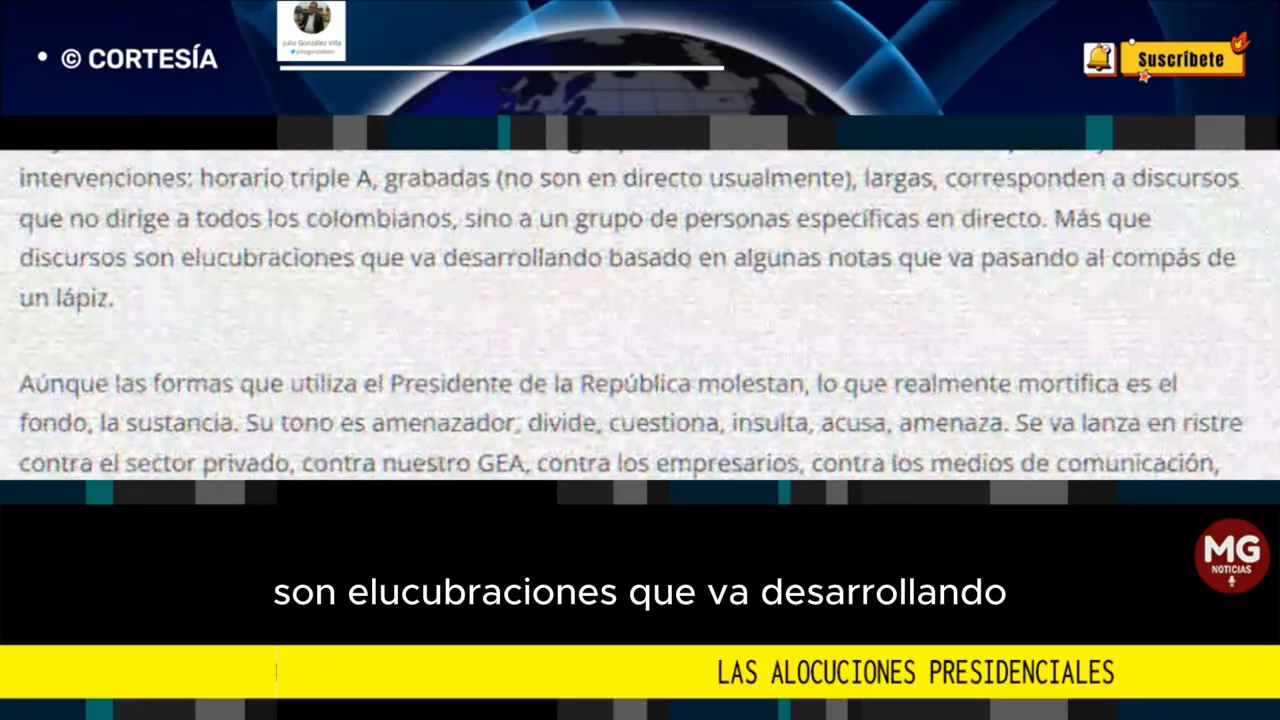 • © CORTESÍA
Julio González Villa
Suscríbete
intervenciones: horario triple A, grabadas (no son en directo usualmente), largas, corresponden a discursos
que no dirige a todos los colombianos, sino a un grupo de personas específicas en directo. Más que
discursos son elucubraciones que va desarrollando basado en algunas notas que va pasando al compás de
un lápiz.
Aúnque las formas que utiliza el Presidente de la República molestan, lo que realmente mortifica es el
fondo, la sustancia. Su tono es amenazador, divide, cuestiona, insulta, acusa, amenaza. Se va lanza en ristre
contra el sector privado, contra nuestro GEA, contra los empresarios, contra los medios de comunicación,
MG
NOTICIAS
son elucubraciones que va desarrollando
LAS ALOCUCIONES PRESIDENCIALES